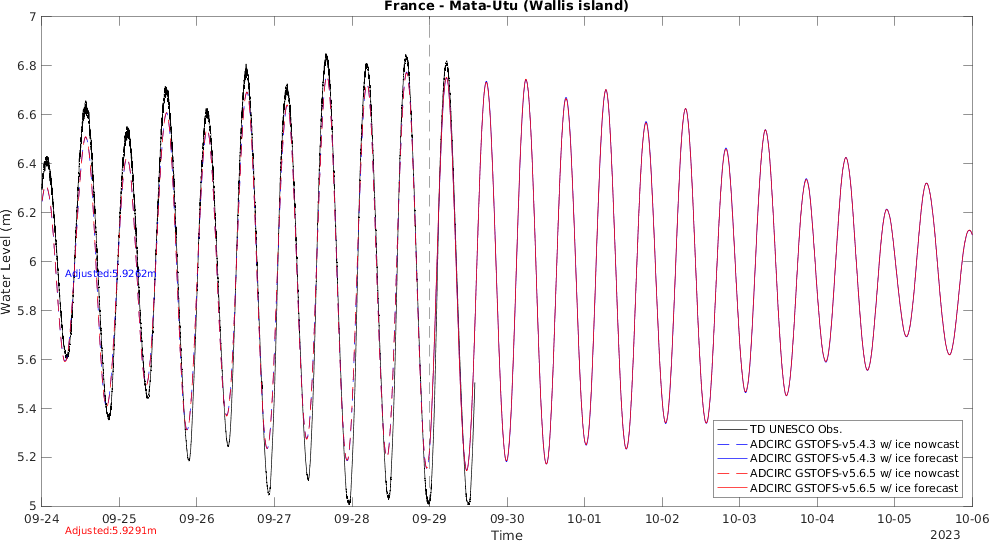 France - Mata-Utu (Wallis island)
7
6.8
6.6
6.4
6.2
6
5.8
5.6
5.4
5.2
5
Water Level (m)
Adjusted:5.9262m
TD UNESCO Obs.
ADCIRC GSTOFS-v5.4.3 w/ ice nowcast
ADCIRC GSTOFS-v5.4.3 w/ ice forecast
ADCIRC GSTOFS-v5.6.5 w/ ice nowcast
ADCIRC GSTOFS-v5.6.5 w/ ice forecast
09-24 09-25 09-26 09-27 09-28 09-29 09-30 10-01 10-02 10-03 10-04 10-05 10-06
Adjusted:5.9291m
Time
2023